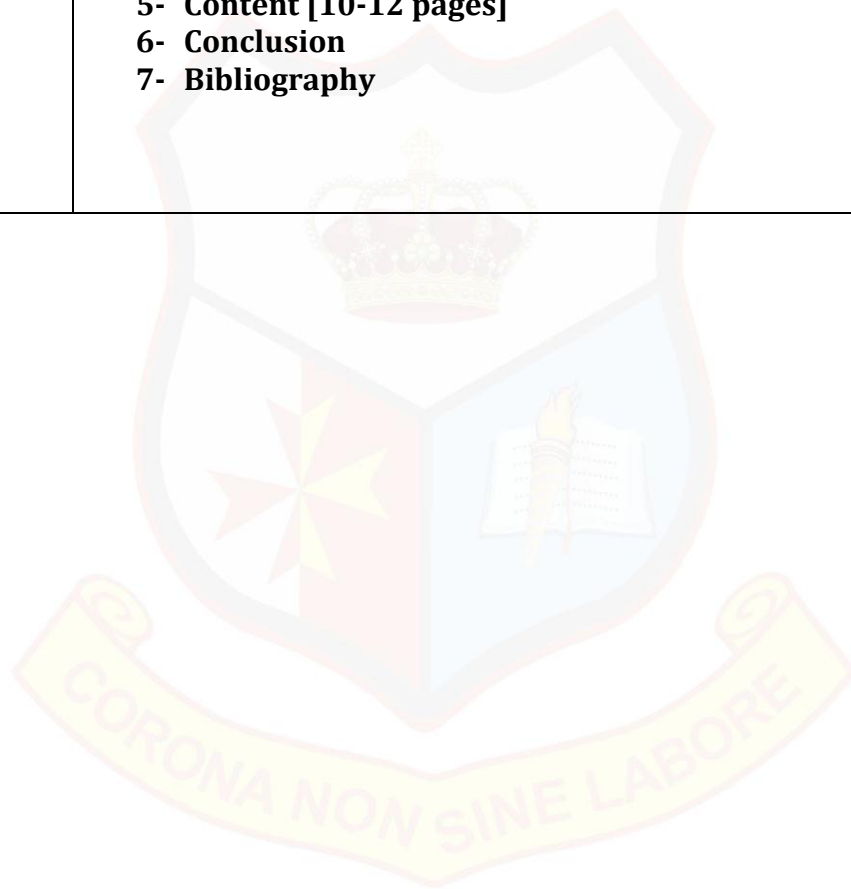 5- Content [10-12 pages]
6- Conclusion
7- Bibliography
CORONA NON SINE LABORE